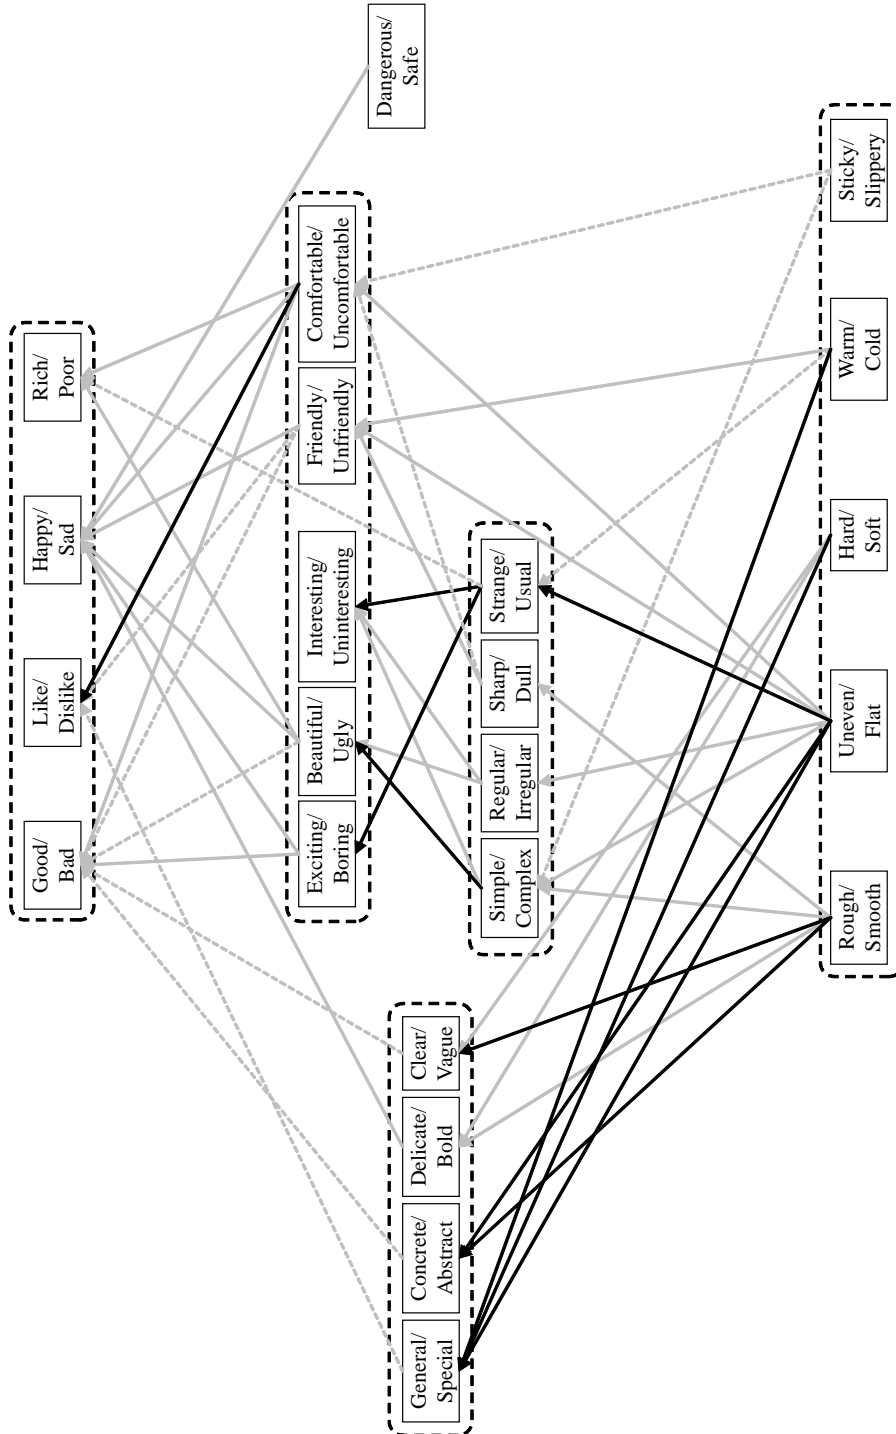 Good/
Bad
Like/
Dislike
Happy/
Sad
Rich/
Poor
Exciting/
Boring
Beautiful/
Ugly
Interesting/
Uninteresting
Friendly/
Unfriendly
Comfortable/
Uncomfortable
Dangerous/
Safe
General/
Special
Concrete/
Abstract
Delicate/
Bold
Clear/
Vague
Simple/
Complex
Regular/
Irregular
Sharp/
Dull
Strange/
Usual
Rough/
Smooth
Uneven/
Flat
Hard/
Soft
Warm/
Cold
Sticky/
Slippery